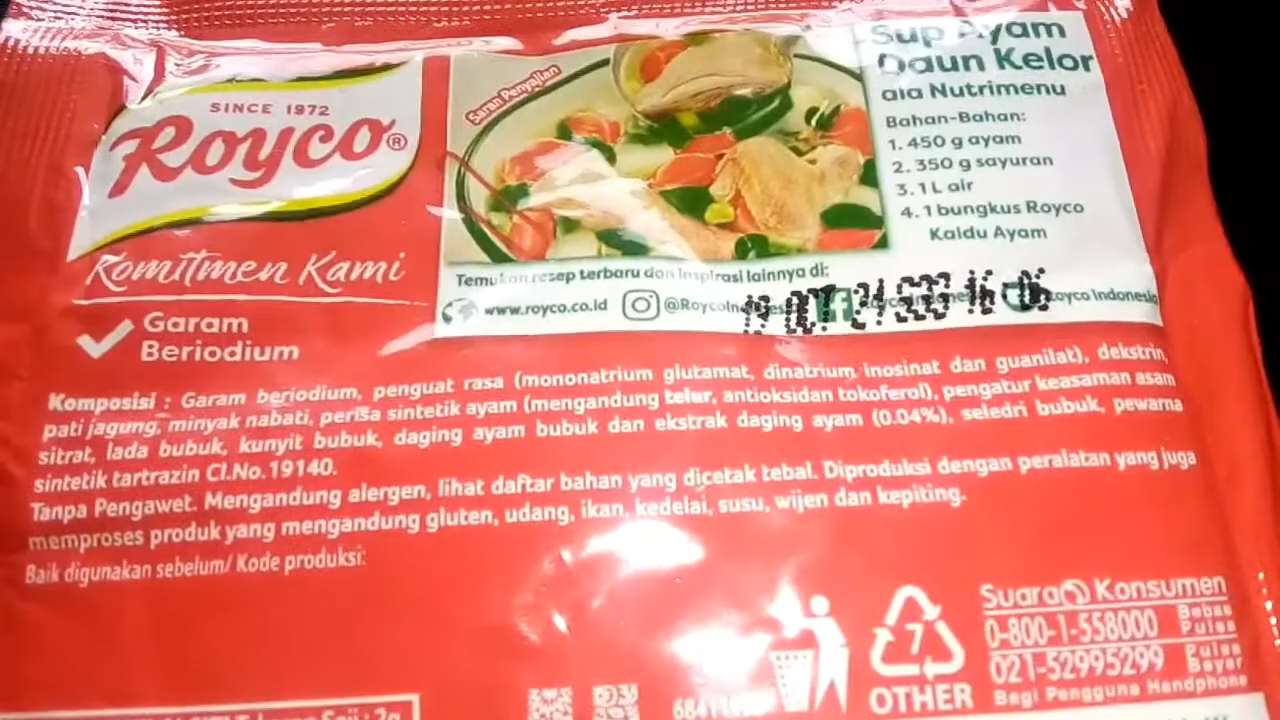 SINCE 1972
Royco®
Komitmen Kami
Garam
Beriodium
Saran Penyajian
Sup Ayam
Daun Kelor
ala Nutrimenu
Bahan-Bahan:
1. 450 g ayam
2. 350 g sayuran
3. 1 L air
4. 1 bungkus Royco
Kaldu Ayam
Temukan resep terbaru dan inspirasi lainnya di:
www.royco.co.id
19 OCT 24
Royco Indonesia
Komposisi : Garam beriodium, penguat rasa (mononatrium glutamat, dinatrium inosinat dan guanilat), dekstrin,
pati jagung, minyak nabati, perisa sintetik ayam (mengandung telur, antioksidan tokoferol), pengatur keasaman asam
sitrat, lada bubuk, kunyit bubuk, daging ayam bubuk dan ekstrak daging ayam (0.04%), seledri bubuk, pewarna
sintetik tartrazin CI.No. 19140.
Tanpa Pengawet. Mengandung alergen, lihat daftar bahan yang dicetak tebal. Diproduksi dengan peralatan yang juga
memproses produk yang mengandung gluten, udang, ikan, kedelai, susu, wijen dan kepiting.
Baik digunakan sebelum/ Kode produksi:
7
OTHER
Suara Konsumen
0-800-1-558000 Bebas Pulsa
021-52995299 Pulsa Bayar
Bagi Pengguna Handphone